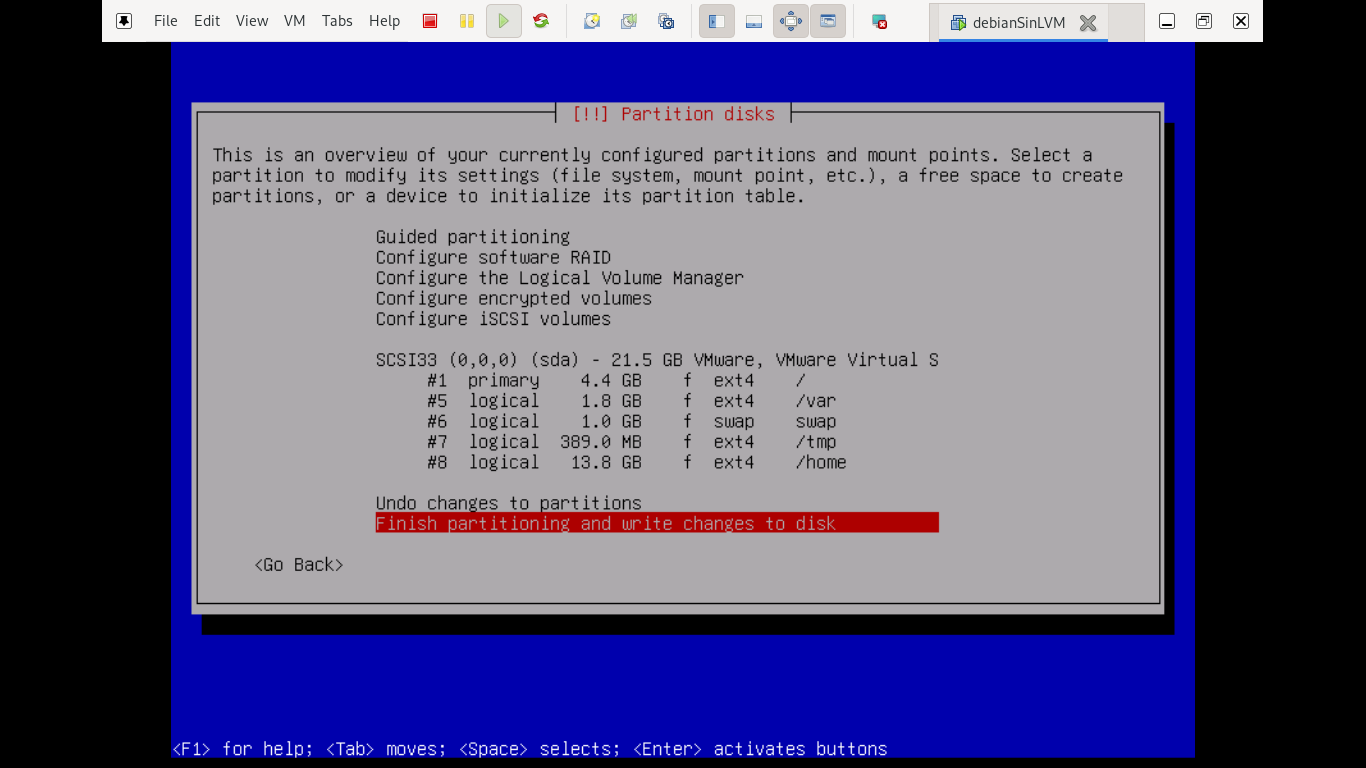 File Edit View VM Tabs Help
debianSinLVM
[!!] Partition disks
This is an overview of your currently configured partitions and mount points. Select a
partition to modify its settings (file system, mount point, etc.), a free space to create
partitions, or a device to initialize its partition table.
Guided partitioning
Configure software RAID
Configure the Logical Volume Manager
Configure encrypted volumes
Configure iSCSI volumes
SCSI33 (0,0,0) (sda) - 21.5 GB VMware, VMware Virtual S
#1 primary 4.4 GB f ext4 /
#5 logical 1.8 GB f ext4 /var
#6 logical 1.0 GB f swap swap
#7 logical 389.0 MB f ext4 /tmp
#8 logical 13.8 GB f ext4 /home
Undo changes to partitions
Finish partitioning and write changes to disk
<Go Back>
<F1> for help; <Tab> moves; <Space> selects; <Enter> activates buttons